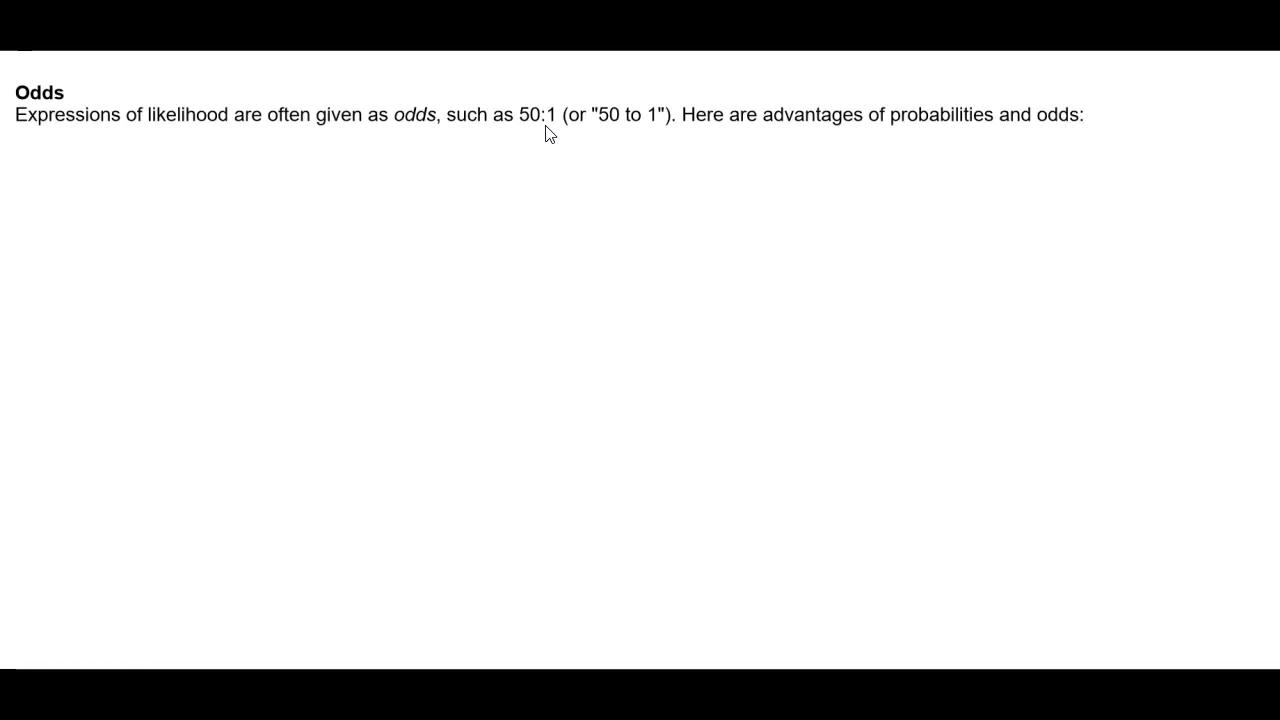 Odds
Expressions of likelihood are often given as odds, such as 50:1 (or "50 to 1"). Here are advantages of probabilities and odds: